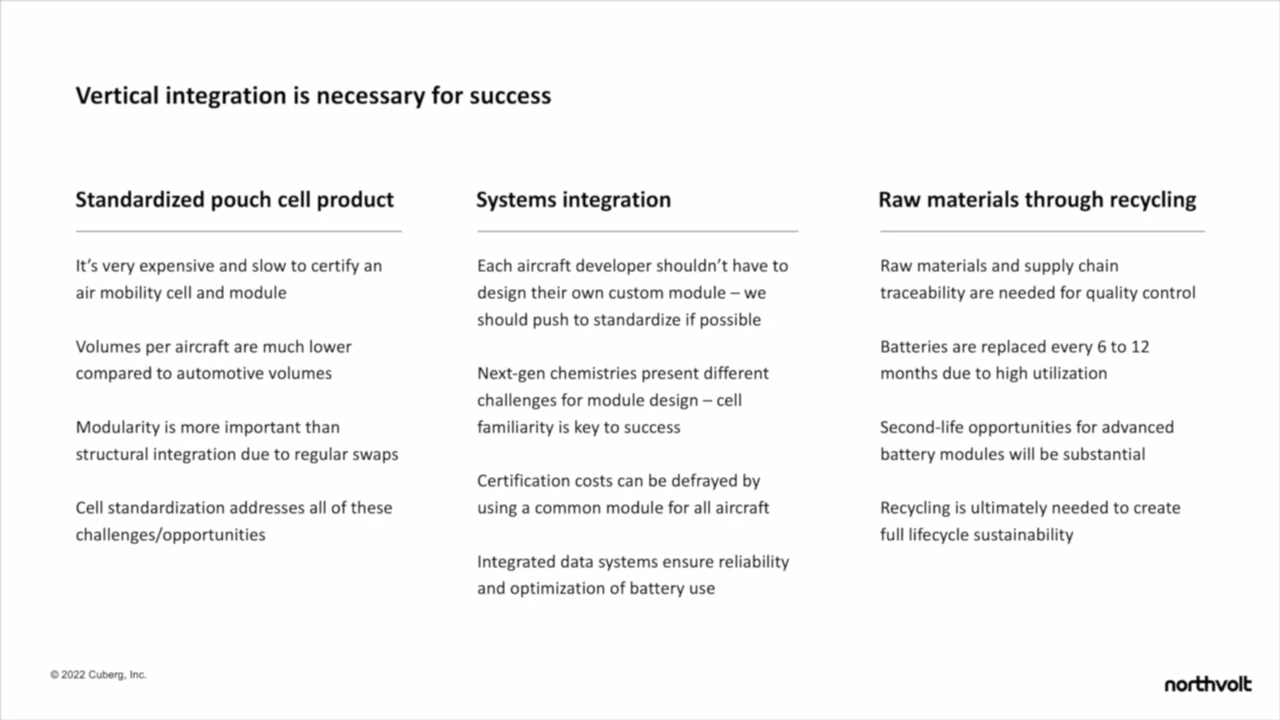 Vertical integration is necessary for success
Standardized pouch cell product
It’s very expensive and slow to certify an
air mobility cell and module
Volumes per aircraft are much lower
compared to automotive volumes
Modularity is more important than
structural integration due to regular swaps
Cell standardization addresses all of these
challenges/opportunities
Systems integration
Each aircraft developer shouldn’t have to
design their own custom module – we
should push to standardize if possible
Next-gen chemistries present different
challenges for module design – cell
familiarity is key to success
Certification costs can be defrayed by
using a common module for all aircraft
Integrated data systems ensure reliability
and optimization of battery use
Raw materials through recycling
Raw materials and supply chain
traceability are needed for quality control
Batteries are replaced every 6 to 12
months due to high utilization
Second-life opportunities for advanced
battery modules will be substantial
Recycling is ultimately needed to create
full lifecycle sustainability
© 2022 Cuberg, Inc.
northvolt